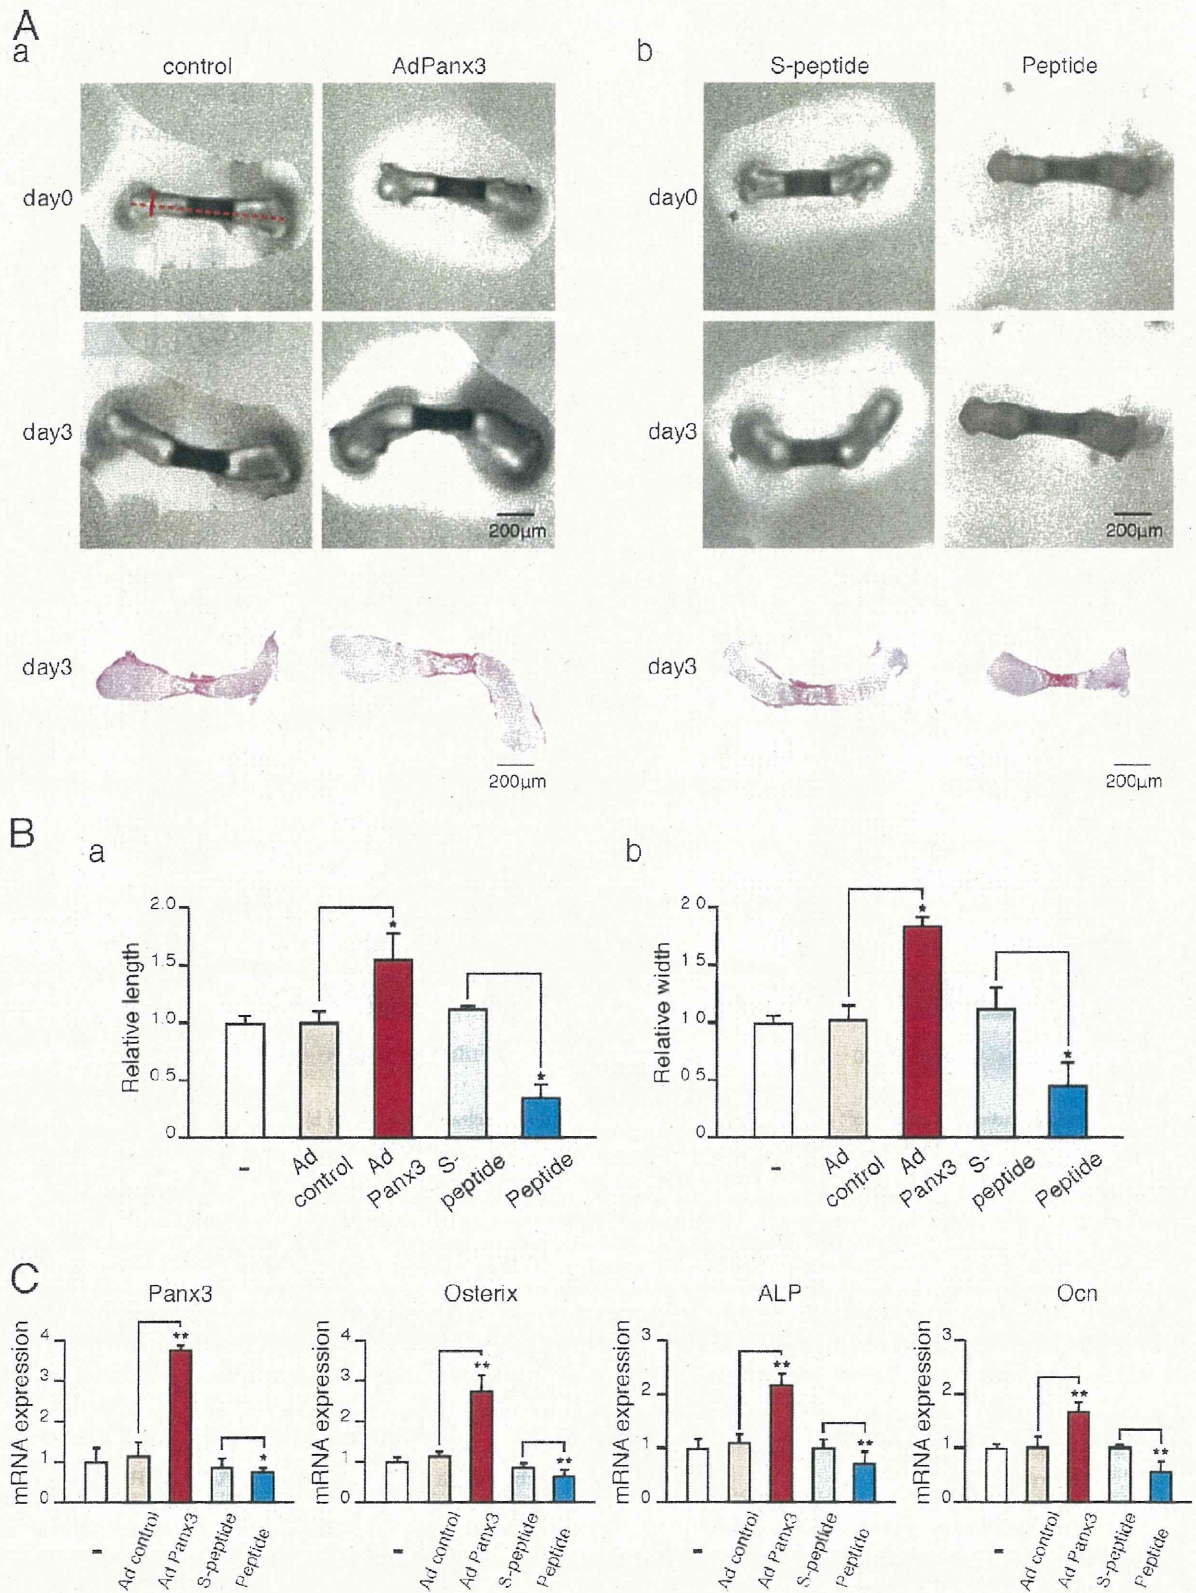 A
a
b
control AdPanx3
S-peptide Peptide
day0
day0
day3
day3
200μm
200μm
day3
day3
200μm
200μm
B
a
b
Relative length
2.0
1.5
1.0
0.5
0
-
Ad control
Ad Panx3
S-peptide
Peptide
*
*
Relative width
2.0
1.5
1.0
0.5
0
-
Ad control
Ad Panx3
S-peptide
Peptide
*
*
C
Panx3
mRNA expression
4
3
2
1
0
**
*
-
Ad control
Ad Panx3
S-peptide
Peptide
Osterix
mRNA expression
4
3
2
1
0
**
**
-
Ad control
Ad Panx3
S-peptide
Peptide
ALP
mRNA expression
3
2
1
0
**
**
-
Ad control
Ad Panx3
S-peptide
Peptide
Ocn
mRNA expression
3
2
1
0
**
**
-
Ad control
Ad Panx3
S-peptide
Peptide